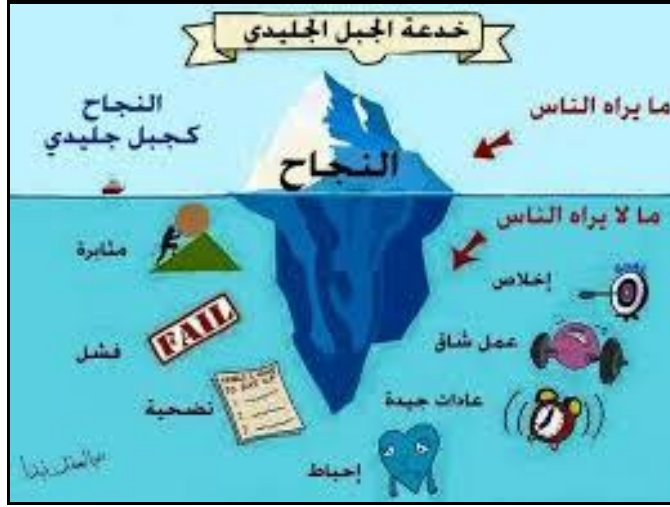 خدعة الجبل الجليدي
ما يراه الناس
النجاح
كجبل جليدي
النجاح
ما لا يراه الناس
مثابرة
إخلاص
FAIL
فشل
عمل شاق
تضحية
عادات جيدة
إحباط